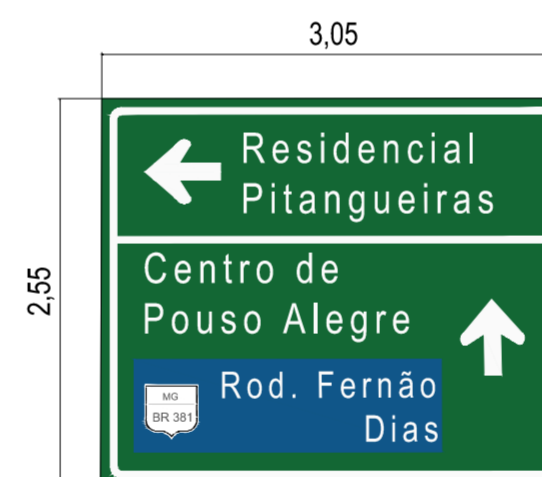 3,05
2,55
Residencial
Pitangueiras
Centro de
Pouso Alegre
MG
BR 381
Rod. Fernão
Dias